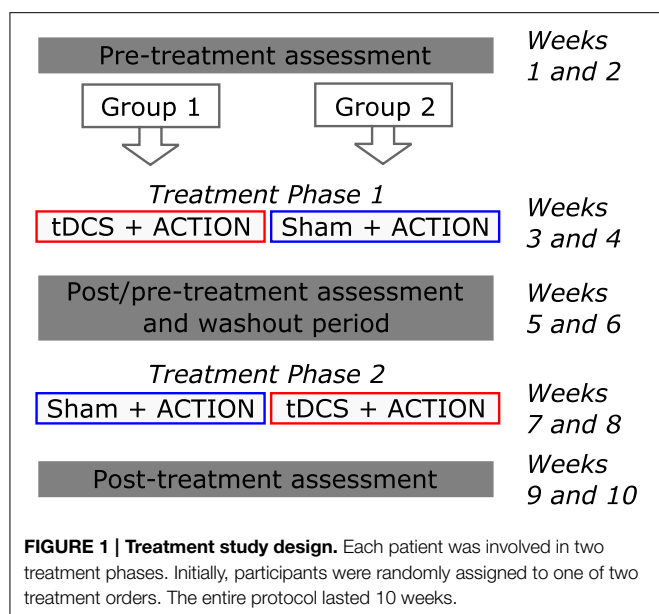 Pre-treatment assessment
Weeks
1 and 2
Group 1
Group 2
Treatment Phase 1
tDCS + ACTION
Sham + ACTION
Weeks
3 and 4
Post/pre-treatment assessment
and washout period
Weeks
5 and 6
Treatment Phase 2
Sham + ACTION
tDCS + ACTION
Weeks
7 and 8
Post-treatment assessment
Weeks
9 and 10
FIGURE 1 | Treatment study design. Each patient was involved in two
treatment phases. Initially, participants were randomly assigned to one of two
treatment orders. The entire protocol lasted 10 weeks.